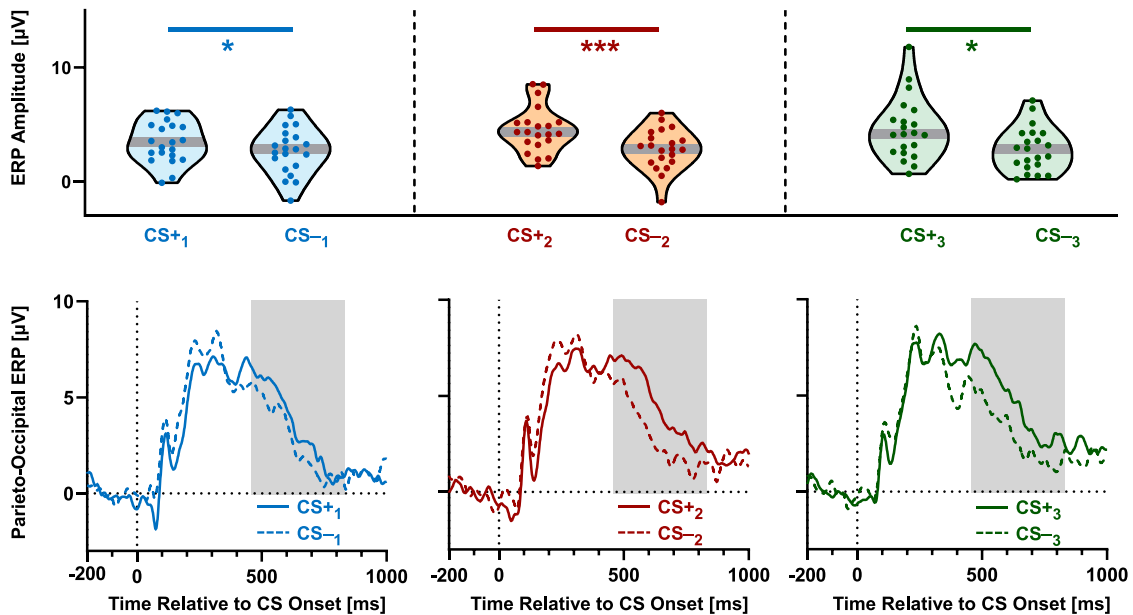 ERP Amplitude [µV]
10
0
*
***
*
CS+1
CS–1
CS+2
CS–2
CS+3
CS–3
Parieto-Occipital ERP [µV]
10
5
0
CS+1
CS–1
CS+2
CS–2
CS+3
CS–3
-200 0 500 1000
-200 0 500 1000
-200 0 500 1000
Time Relative to CS Onset [ms]
Time Relative to CS Onset [ms]
Time Relative to CS Onset [ms]